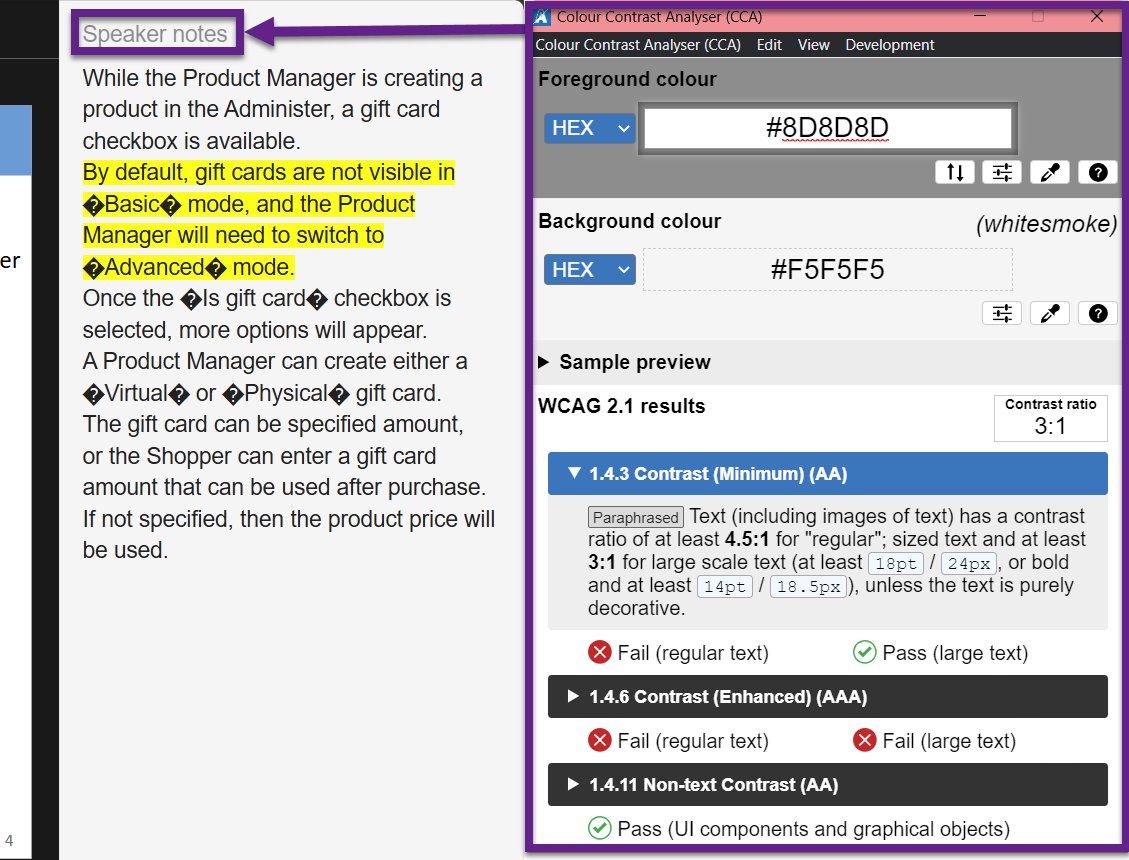 Speaker notes
While the Product Manager is creating a
product in the Administer, a gift card
checkbox is available.
By default, gift cards are not visible in
�Basic� mode, and the Product
Manager will need to switch to
�Advanced� mode.
Once the �Is gift card� checkbox is
selected, more options will appear.
A Product Manager can create either a
�Virtual� or �Physical� gift card.
The gift card can be specified amount,
or the Shopper can enter a gift card
amount that can be used after purchase.
If not specified, then the product price will
be used.
er
4
Colour Contrast Analyser (CCA)
Colour Contrast Analyser (CCA) Edit View Development
Foreground colour
HEX #8D8D8D
Background colour (whitesmoke)
HEX #F5F5F5
Sample preview
WCAG 2.1 results
Contrast ratio
3:1
1.4.3 Contrast (Minimum) (AA)
Paraphrased Text (including images of text) has a contrast
ratio of at least 4.5:1 for "regular"; sized text and at least
3:1 for large scale text (at least 18pt / 24px, or bold
and at least 14pt / 18.5px), unless the text is purely
decorative.
Fail (regular text) Pass (large text)
1.4.6 Contrast (Enhanced) (AAA)
Fail (regular text) Fail (large text)
1.4.11 Non-text Contrast (AA)
Pass (UI components and graphical objects)